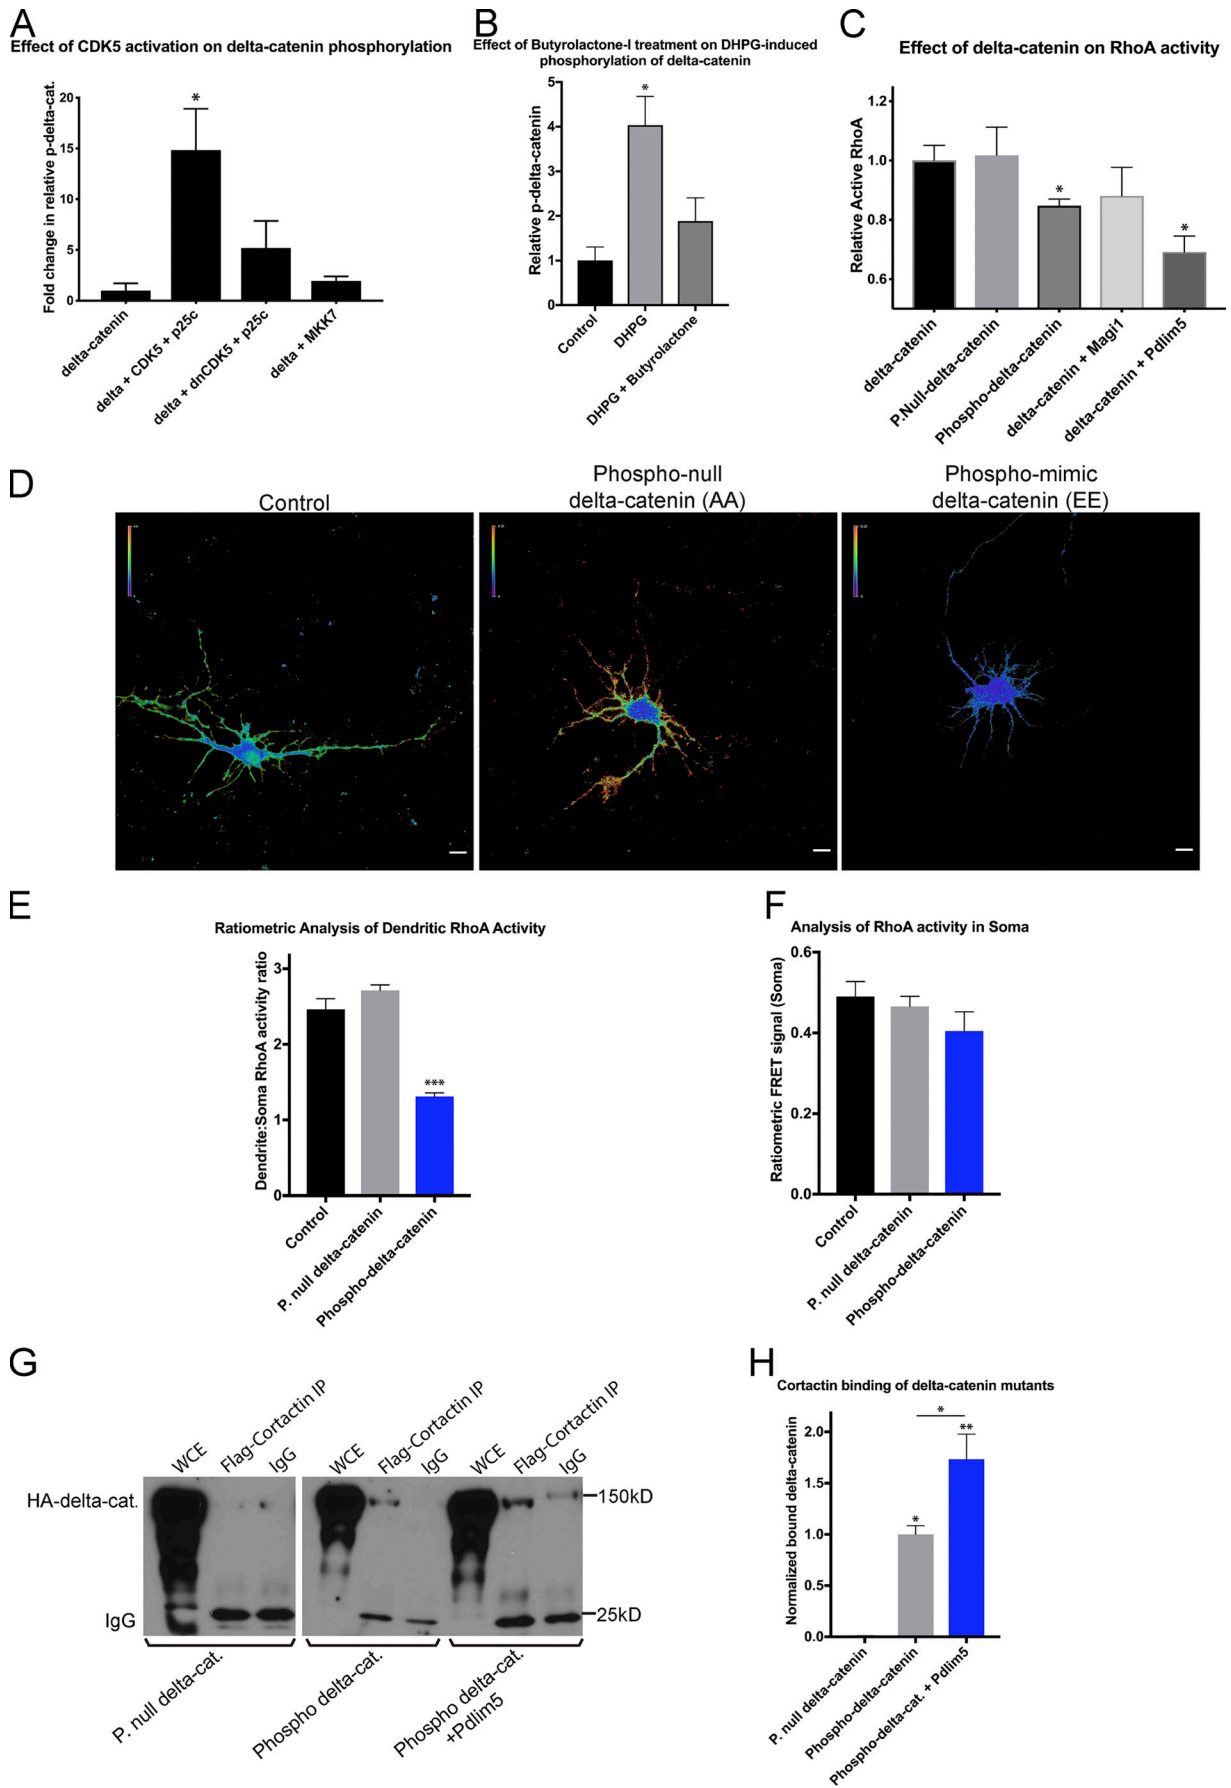 A
Effect of CDK5 activation on delta-catenin phosphorylation
Fold change in relative p-delta-cat.
20
15
10
5
0
*
delta-catenin
delta + CDK5 + p25c
delta + dnCDK5 + p25c
delta + MKK7
B
Effect of Butyrolactone-I treatment on DHPG-induced
phosphorylation of delta-catenin
Relative p-delta-catenin
5
4
3
2
1
0
*
Control
DHPG
DHPG + Butyrolactone
C
Effect of delta-catenin on RhoA activity
Relative Active RhoA
1.2
1.0
0.8
0.6
*
*
delta-catenin
P.Null-delta-catenin
Phospho-delta-catenin
delta-catenin + Magi1
delta-catenin + Pdlim5
D
Control
Phospho-null
delta-catenin (AA)
Phospho-mimic
delta-catenin (EE)
E
Ratiometric Analysis of Dendritic RhoA Activity
Dendrite:Soma RhoA activity ratio
3
2
1
0
***
Control
P. null delta-catenin
Phospho-delta-catenin
F
Analysis of RhoA activity in Soma
Ratiometric FRET signal (Soma)
0.6
0.4
0.2
0.0
Control
P. null delta-catenin
Phospho-delta-catenin
G
WCE
Flag-Cortactin IP
IgG
WCE
Flag-Cortactin IP
IgG
WCE
Flag-Cortactin IP
IgG
HA-delta-cat.
150kD
IgG
25kD
P. null delta-cat.
Phospho delta-cat.
Phospho delta-cat.
+Pdlim5
H
Cortactin binding of delta-catenin mutants
Normalized bound delta-catenin
2.0
1.5
1.0
0.5
0.0
*
*
**
P. null delta-catenin
Phospho-delta-catenin
Phospho-delta-cat. + Pdlim5